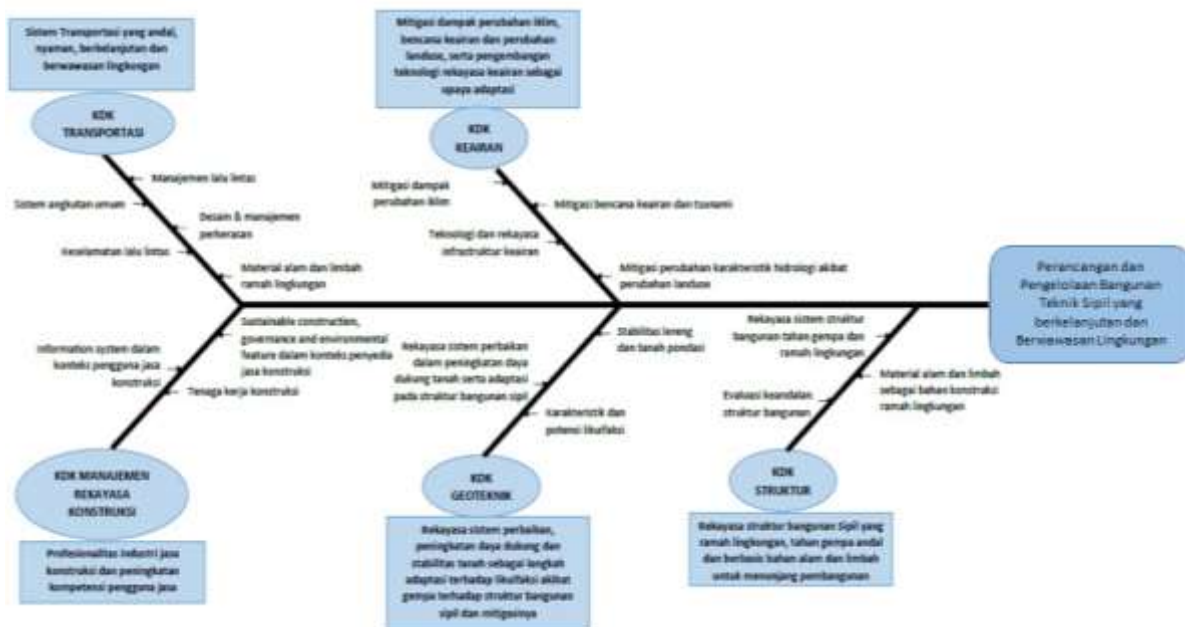 Sistem Transportasi yang andal,
nyaman, berkelanjutan dan
berwawasan lingkungan
KDK
TRANSPORTASI
Manajemen lalu lintas
Sistem angkutan umum
Desain & manajemen
perkerasan
Keselamatan lalu lintas
Material alam dan limbah
ramah lingkungan
Mitigasi dampak perubahan iklim,
bencana keairan dan perubahan
landuse, serta pengembangan
teknologi rekayasa keairan sebagai
upaya adaptasi
KDK
KEAIRAN
Mitigasi dampak
perubahan iklim
Mitigasi bencana keairan dan tsunami
Teknologi dan rekayasa
infrastruktur keairan
Mitigasi perubahan karakteristik hidrologi akibat
perubahan landuse
Perancangan dan
Pengelolaan Bangunan
Teknik Sipil yang
berkelanjutan dan
Berwawasan Lingkungan
Information system dalam
konteks pengguna jasa
konstruksi
Sustainable construction,
governance and environmental
feature dalam konteks penyedia
jasa konstruksi
Tenaga kerja konstruksi
KDK MANAJEMEN
REKAYASA
KONSTRUKSI
Profesionalitas industri jasa
konstruksi dan peningkatan
kompetensi pengguna jasa
Rekayasa sistem perbaikan
dalam peningkatan daya
dukung tanah serta adaptasi
pada struktur bangunan sipil
Stabilitas lereng
dan tanah pondasi
Karakteristik dan
potensi likuifaksi
KDK
GEOTEKNIK
Rekayasa sistem perbaikan,
peningkatan daya dukung dan
stabilitas tanah sebagai langkah
adaptasi terhadap likuifaksi akibat
gempa terhadap struktur bangunan
sipil dan mitigasinya
Rekayasa sistem struktur
bangunan tahan gempa dan
ramah lingkungan
Material alam dan limbah
sebagai bahan konstruksi
ramah lingkungan
Evaluasi keandalan
struktur bangunan
KDK
STRUKTUR
Rekayasa struktur bangunan Sipil yang
ramah lingkungan, tahan gempa andal
dan berbasis bahan alam dan limbah
untuk menunjang pembangunan